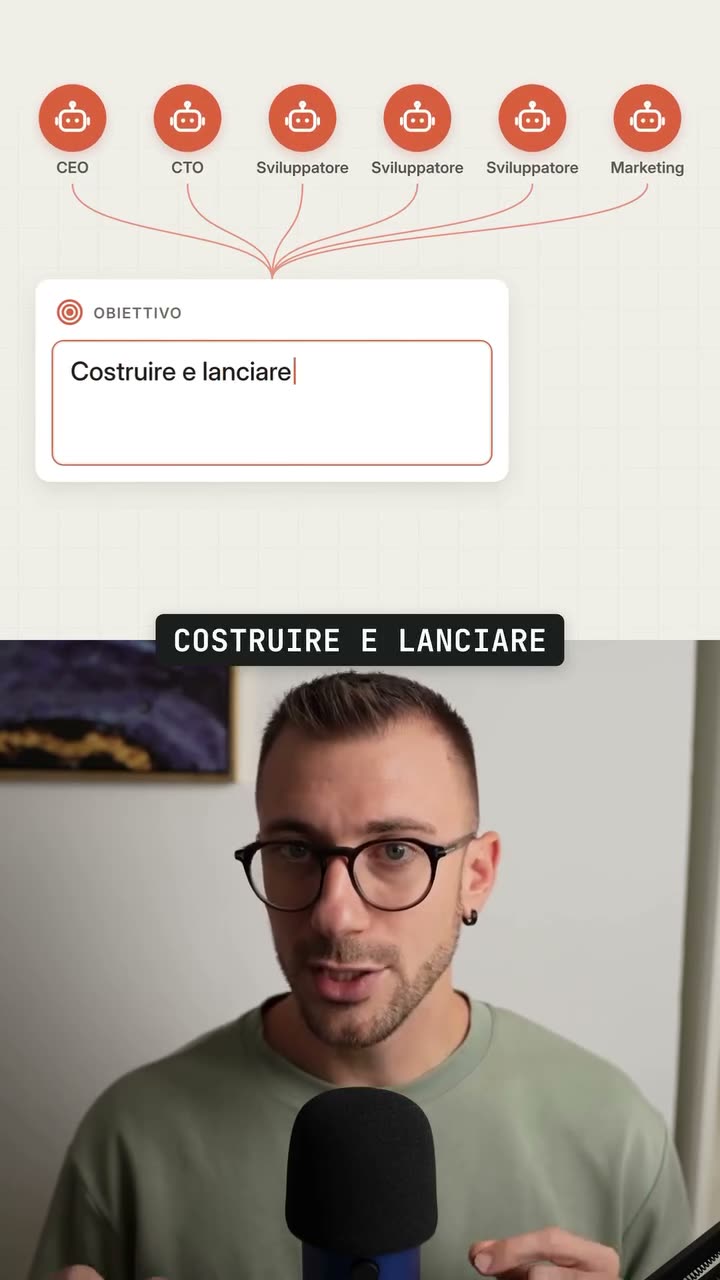 CEO
CTO
Sviluppatore
Sviluppatore
Sviluppatore
Marketing
OBIETTIVO
Costruire e lanciare
COSTRUIRE E LANCIARE